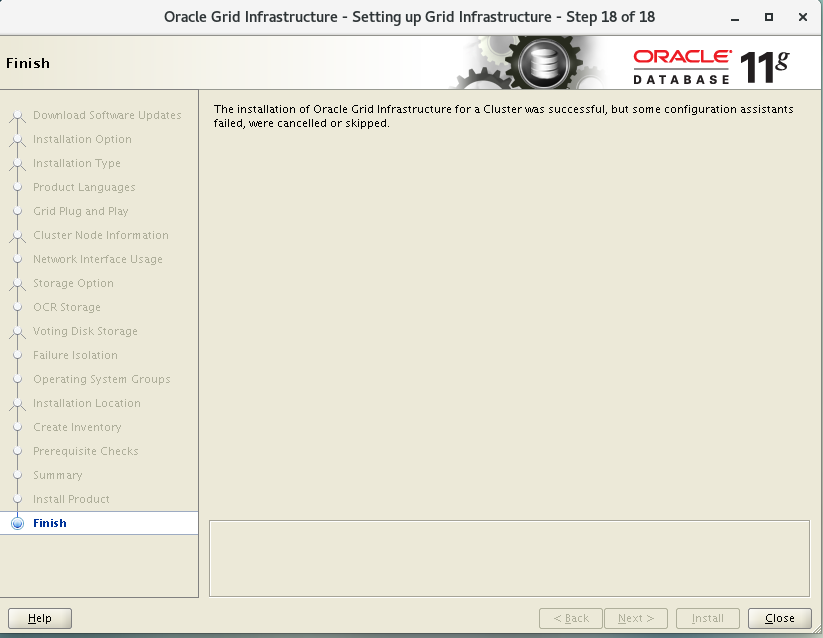 Oracle Grid Infrastructure - Setting up Grid Infrastructure - Step 18 of 18
Finish
ORACLE®
DATABASE
11g
Download Software Updates
Installation Option
Installation Type
Product Languages
Grid Plug and Play
Cluster Node Information
Network Interface Usage
Storage Option
OCR Storage
Voting Disk Storage
Failure Isolation
Operating System Groups
Installation Location
Create Inventory
Prerequisite Checks
Summary
Install Product
Finish
The installation of Oracle Grid Infrastructure for a Cluster was successful, but some configuration assistants
failed, were cancelled or skipped.
Help
< Back
Next >
Install
Close